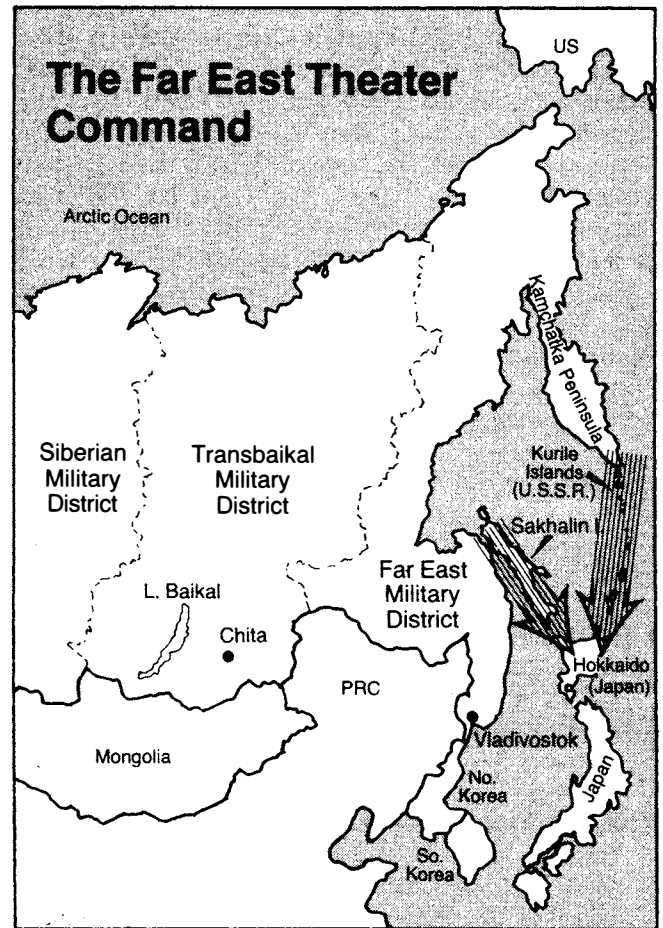 US
The Far East Theater
Command
Arctic Ocean
Kamchatka Peninsula
Siberian
Military
District
Transbaikal
Military
District
Kurile
Islands
(U.S.S.R.)
Sakhalin I.
Far East
Military
District
L. Baikal
Chita
Hokkaido
(Japan)
PRC
Vladivostok
Mongolia
No.
Korea
Japan
So.
Korea